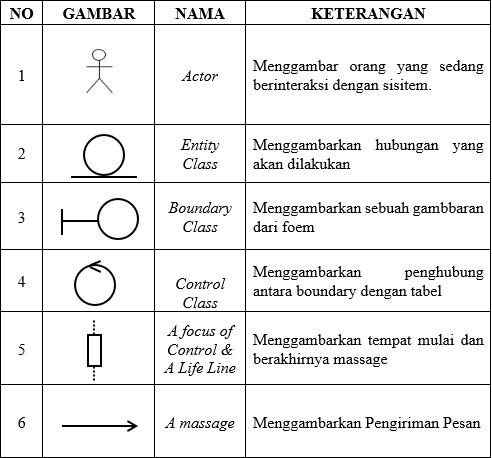 NO GAMBAR NAMA KETERANGAN
1 Actor Menggambar orang yang sedang
berinteraksi dengan sisitem.
2 Entity Menggambarkan hubungan yang
Class akan dilakukan
3 Boundary Menggambarkan sebuah gambbaran
Class dari foem
4 Control Menggambarkan penghubung
Class antara boundary dengan tabel
5 A focus of
Control & Menggambarkan tempat mulai dan
A Life Line berakhirnya massage
6 A massage Menggambarkan Pengiriman Pesan